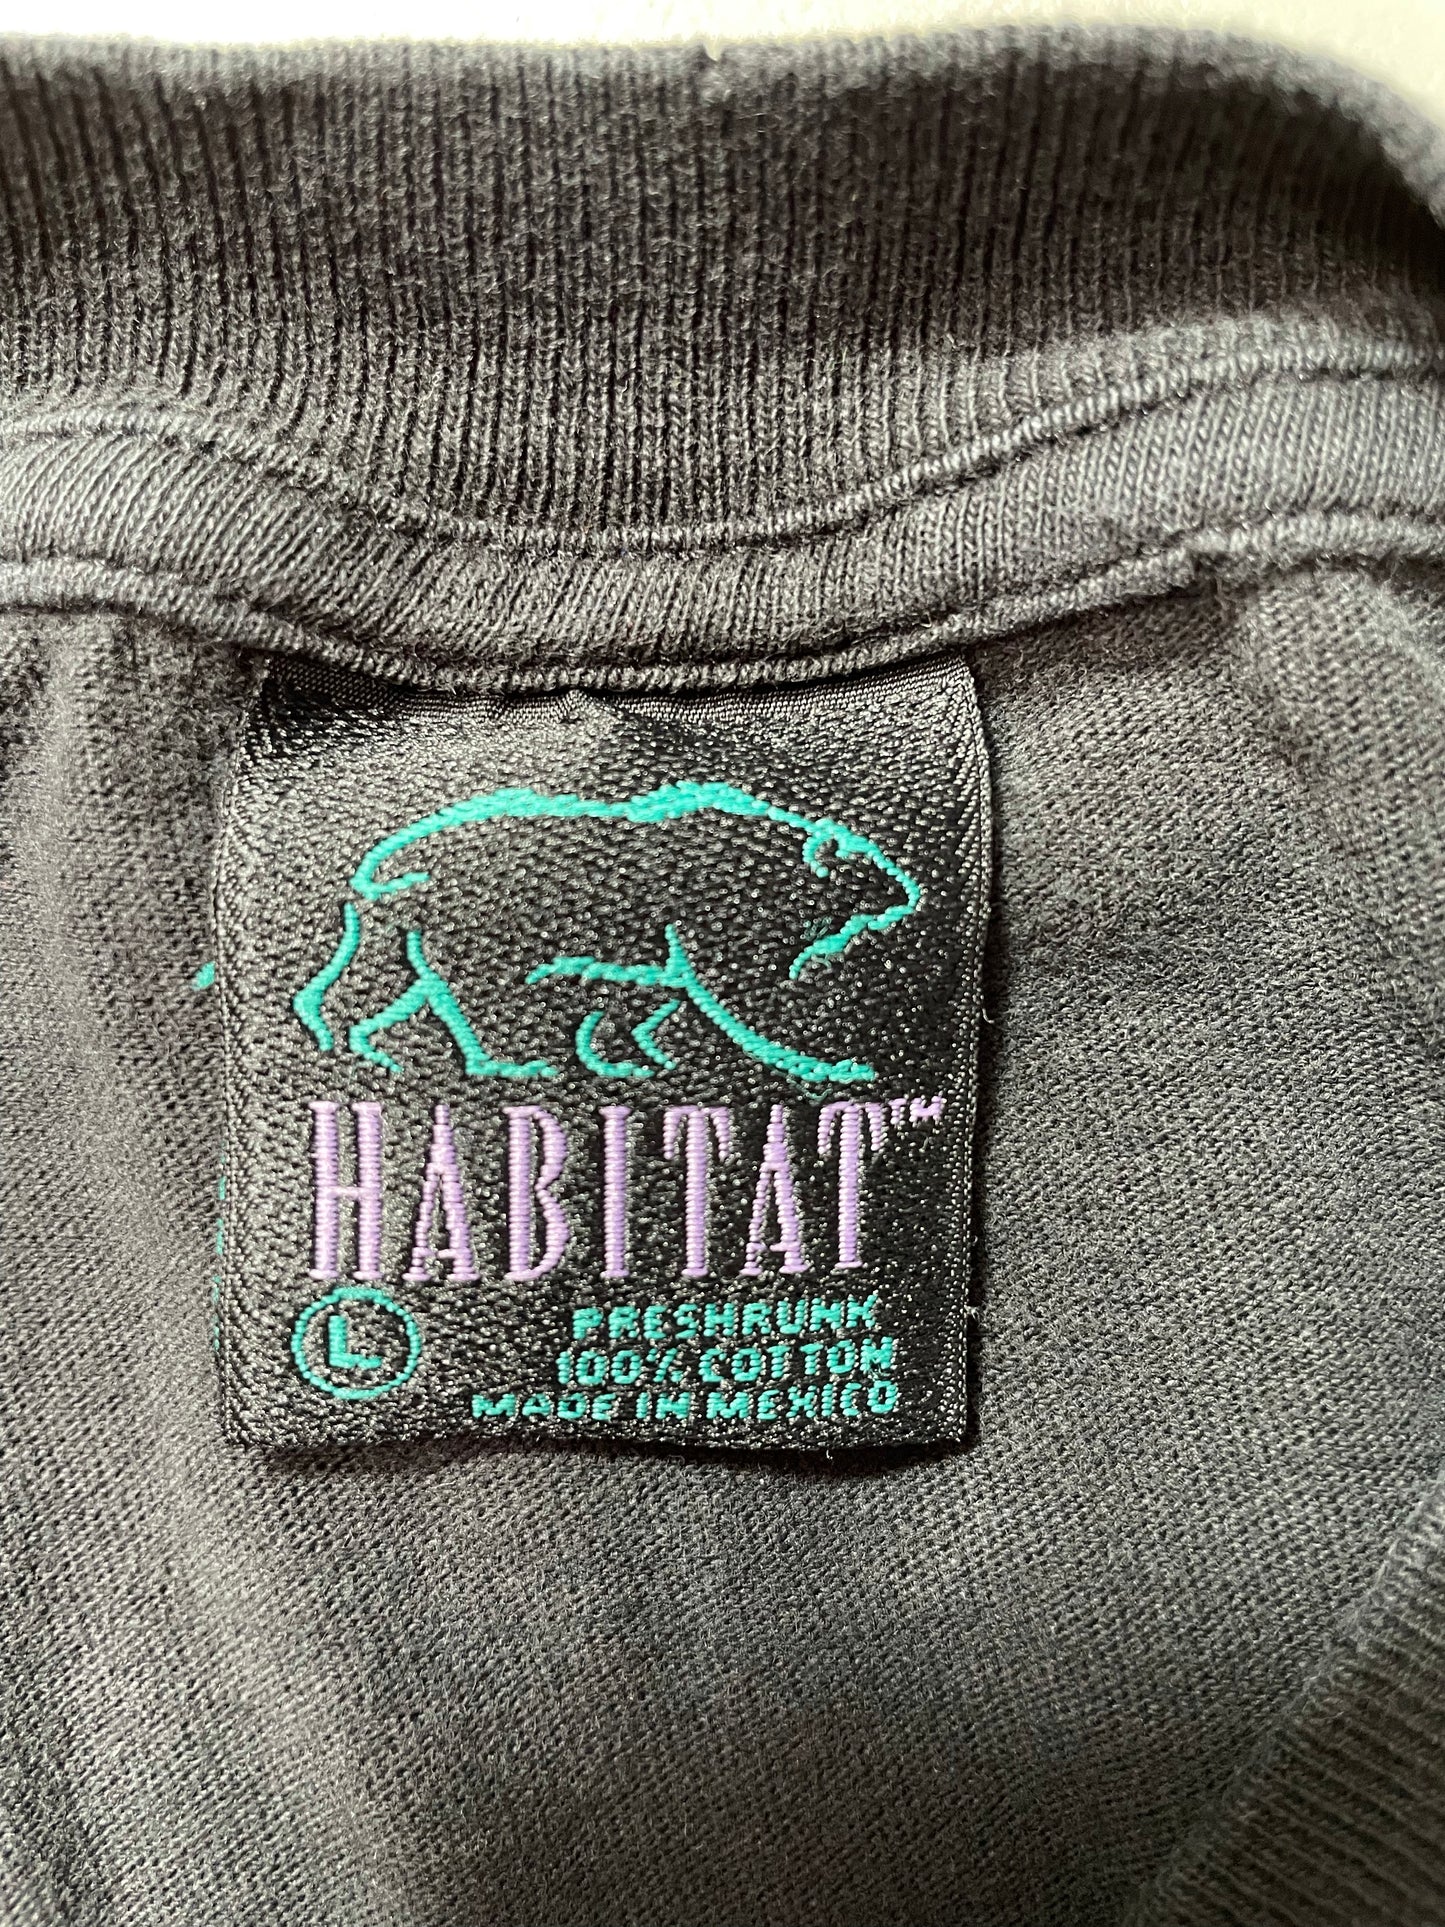 HABITAT™
L
PRESHRUNK
100% COTTON
MADE IN MEXICO